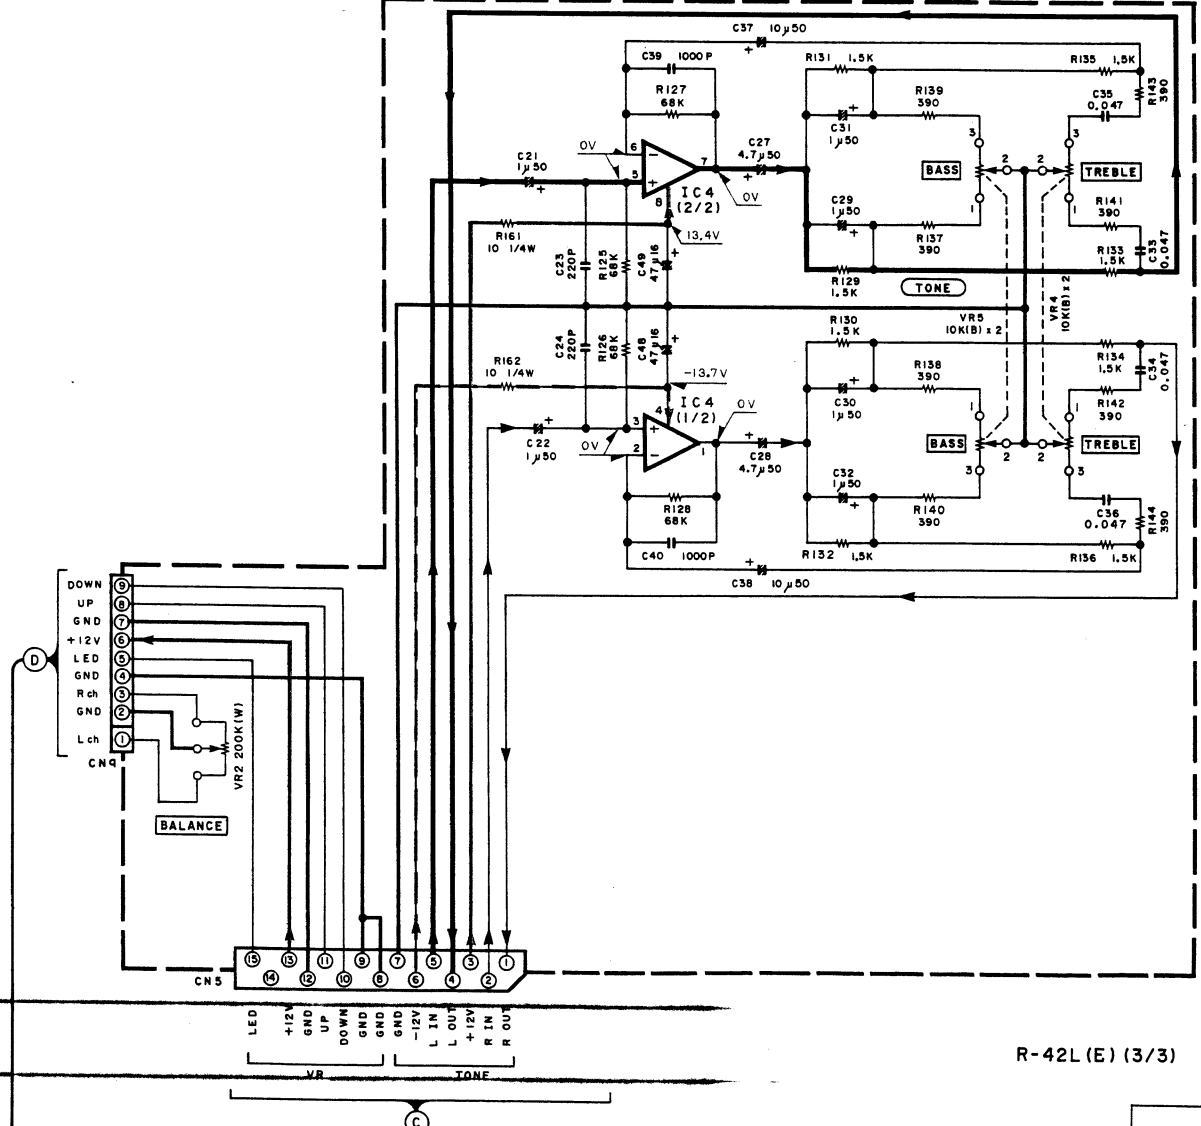 C37 10µ50
+
C39 1000P
R127
68K
R131 1.5K
R135 1.5K
R143
390
C35
0.047
R139
390
+
C31
1µ50
3
3
0V
6
−
7
C27
4.7µ50
+
C21
1µ50
+
5
+
8
IC4
(2/2)
0V
BASS
2
2
TREBLE
C29
1µ50
+
1
1
R141
390
R161
10 1/4W
13.4V
R137
390
R133
1.5K
C33
0.047
C23
220P
R125
68K
C49
47µ16
+
R129
1.5K
TONE
VR4
10K(B)x2
VR5
10K(B)x2
C24
220P
R126
68K
C48
47µ16
+
R130
1.5K
R134
1.5K
C34
0.047
R162
10 1/4W
-13.7V
R138
390
R142
390
+
C30
1µ50
IC4
(1/2)
4
0V
1
1
+
C22
1µ50
3
+
0V
2
−
1
+
C28
4.7µ50
BASS
2
2
TREBLE
C32
1µ50
+
3
3
R128
68K
R140
390
C36
0.047
R144
390
C40 1000P
R132 1.5K
R136 1.5K
+
C38 10µ50
DOWN 9
UP 8
GND 7
+12V 6
D
LED 5
GND 4
Rch 3
GND 2
Lch 1
CN9
VR2 200K(W)
BALANCE
15 13 11 9 7 5 3 1
14 12 10 8 6 4 2
CN5
LED
+12V
GND
UP
DOWN
GND
GND
GND
-12V
L IN
L OUT
+12V
R IN
R OUT
VR
TONE
R-42L(E)(3/3)
C